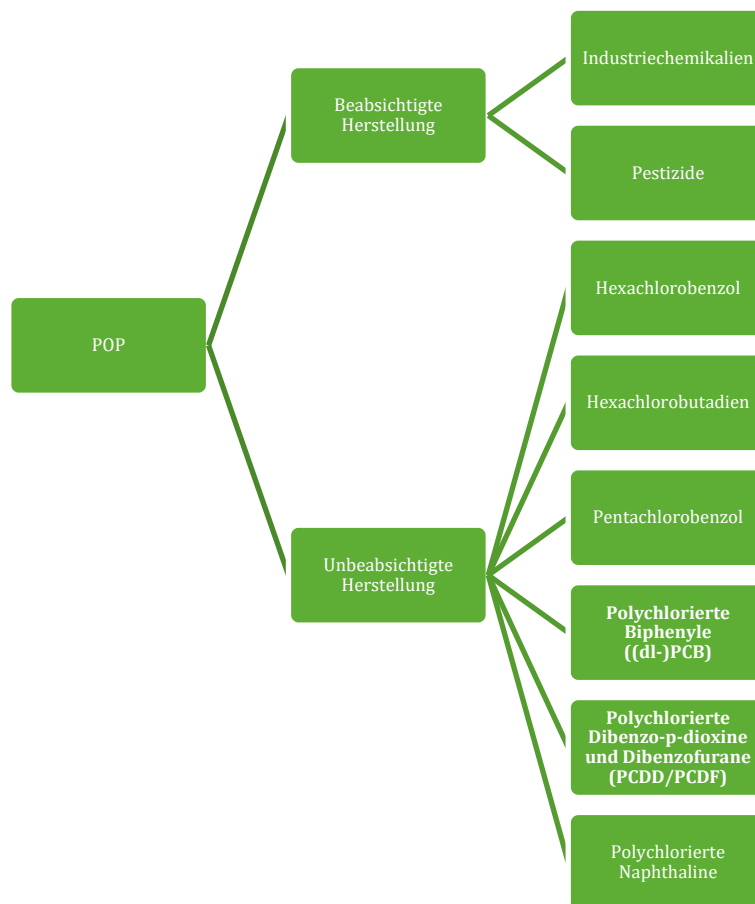 POP
Beabsichtigte
Herstellung
Industriechemikalien
Pestizide
Unbeabsichtigte
Herstellung
Hexachlorobenzol
Hexachlorobutadien
Pentachlorobenzol
Polychlorierte
Biphenyle
((dl-)PCB)
Polychlorierte
Dibenzo-p-dioxine
und Dibenzofurane
(PCDD/PCDF)
Polychlorierte
Naphthaline